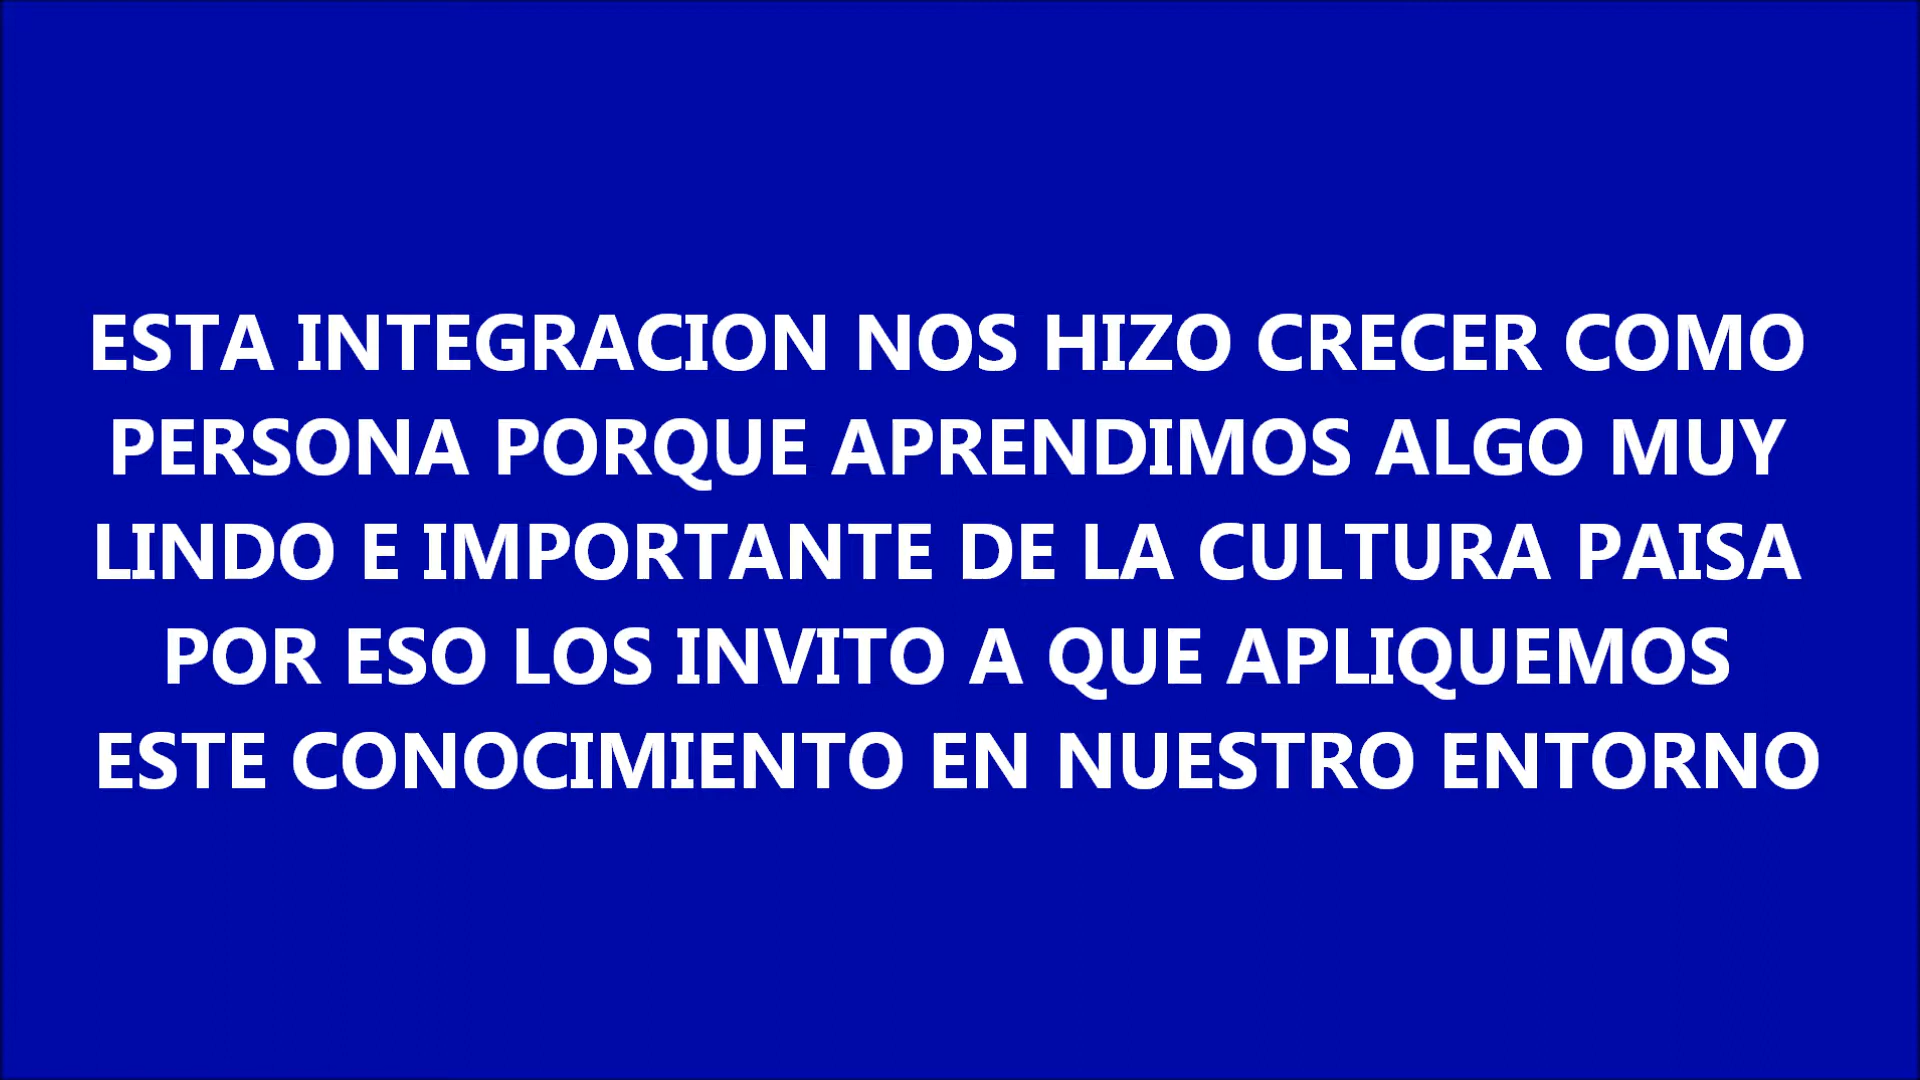 ESTA INTEGRACION NOS HIZO CRECER COMO
PERSONA PORQUE APRENDIMOS ALGO MUY
LINDO E IMPORTANTE DE LA CULTURA PAISA
POR ESO LOS INVITO A QUE APLIQUEMOS
ESTE CONOCIMIENTO EN NUESTRO ENTORNO